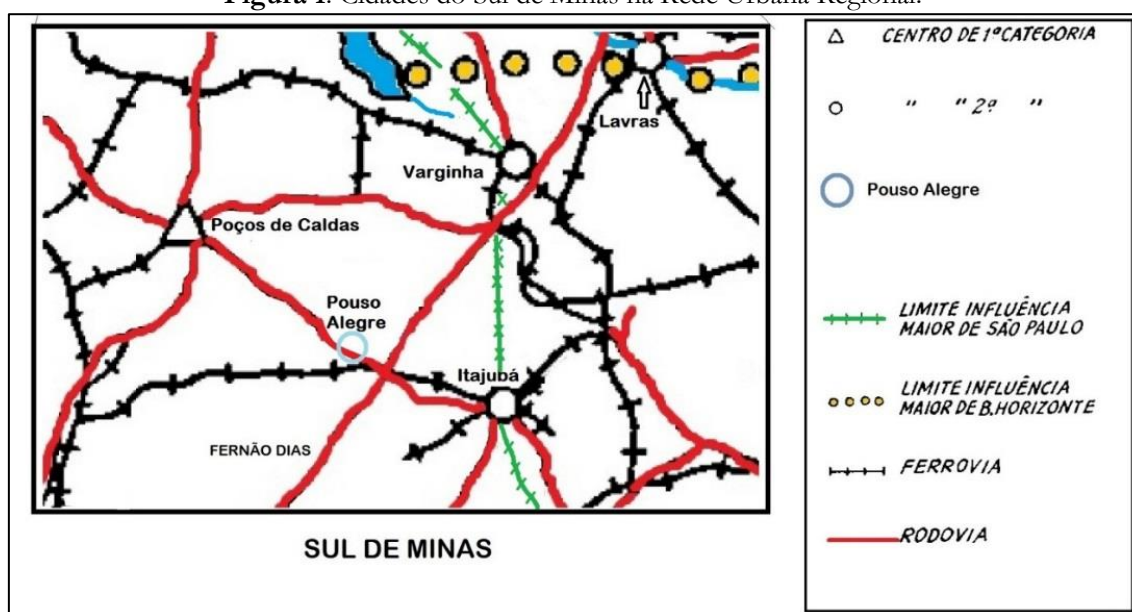 Figura 1. Cidades do Sul de Minas na Rede Urbana Regional.
Lavras
Varginha
Poços de Caldas
Pouso
Alegre
Itajubá
FERNÃO DIAS
SUL DE MINAS
CENTRO DE 1ª CATEGORIA
" " 2ª "
Pouso Alegre
LIMITE INFLUÊNCIA
MAIOR DE SÃO PAULO
LIMITE INFLUÊNCIA
MAIOR DE B.HORIZONTE
FERROVIA
RODOVIA